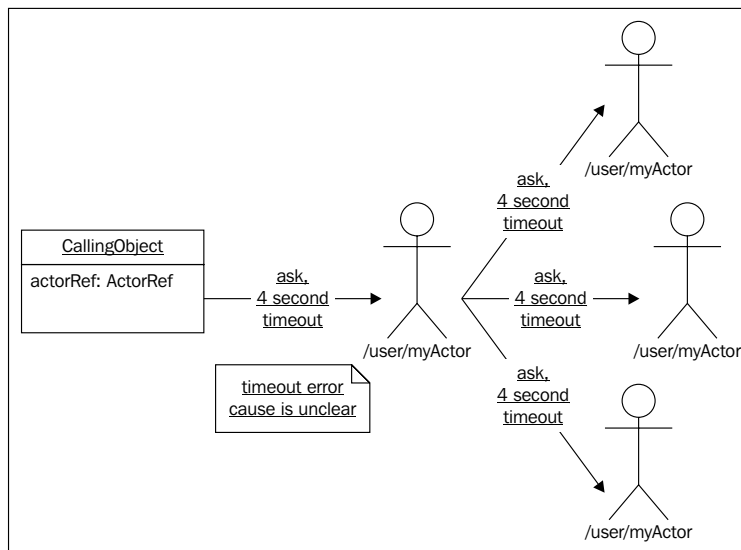 /user/myActor
ask,
4 second
timeout
CallingObject
actorRef: ActorRef
ask,
4 second
timeout
/user/myActor
ask,
4 second
timeout
/user/myActor
timeout error
cause is unclear
ask,
4 second
timeout
/user/myActor